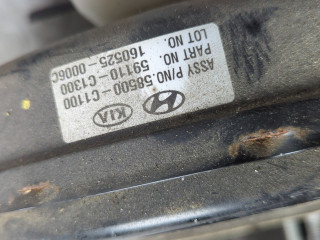 ASSY P/NO.58500-C1100
PART NO. 59110-C1300
LOT NO. 160525-0006C
KIA